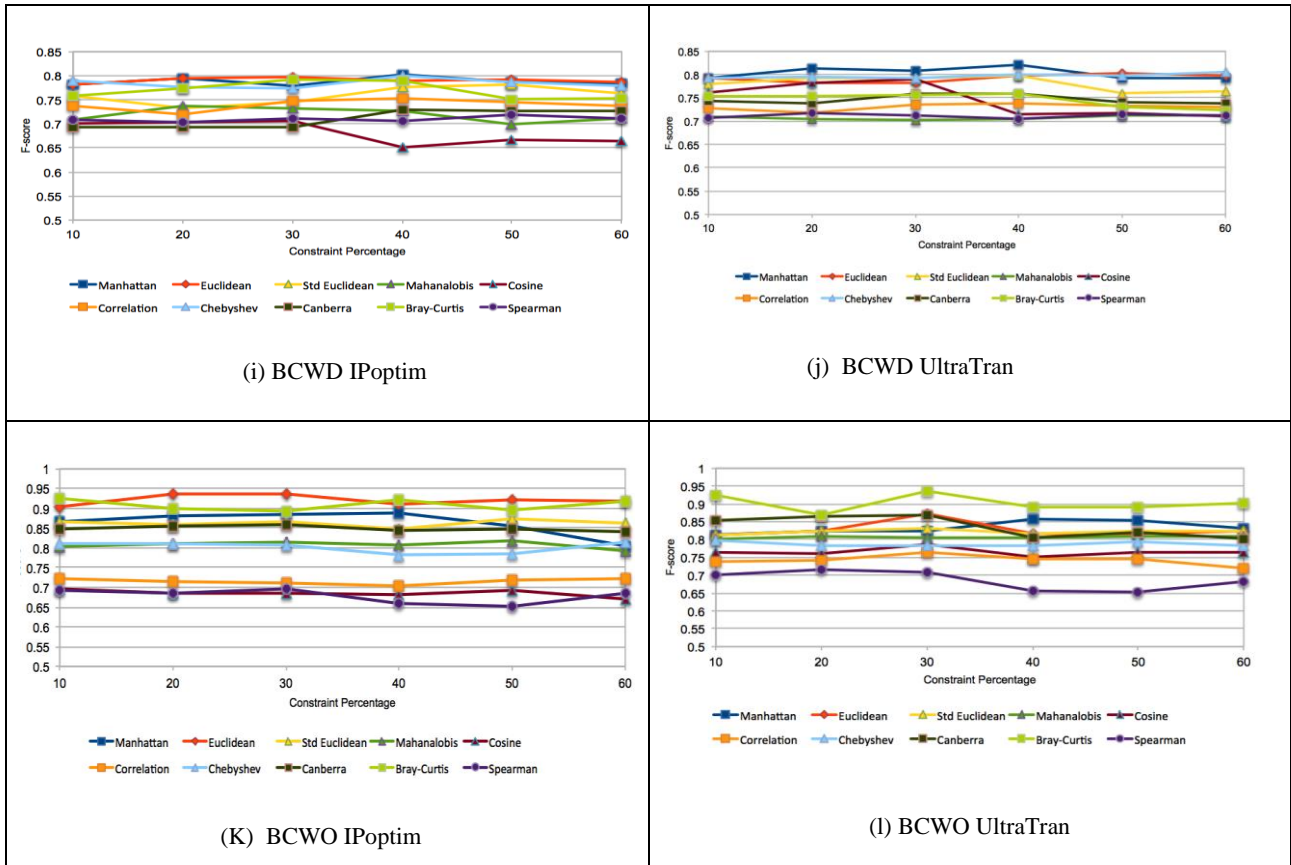 0.85
0.8
0.75
0.7
0.65
0.6
0.55
0.5
F-score
10 20 30 40 50 60
Constraint Percentage
Manhattan Euclidean Std Euclidean Mahanalobis Cosine
Correlation Chebyshev Canberra Bray-Curtis Spearman
(i) BCWD IPoptim
0.85
0.8
0.75
0.7
0.65
0.6
0.55
0.5
F-score
10 20 30 40 50 60
Constraint Percentage
Manhattan Euclidean Std Euclidean Mahanalobis Cosine
Correlation Chebyshev Canberra Bray-Curtis Spearman
(j) BCWD UltraTran
1
0.95
0.9
0.85
0.8
0.75
0.7
0.65
0.6
0.55
0.5
10 20 30 40 50 60
Constraint Percentage
Manhattan Euclidean Std Euclidean Mahanalobis Cosine
Correlation Chebyshev Canberra Bray-Curtis Spearman
(K) BCWO IPoptim
1
0.95
0.9
0.85
0.8
0.75
0.7
0.65
0.6
0.55
0.5
F-score
10 20 30 40 50 60
Constraint Percentage
Manhattan Euclidean Std Euclidean Mahanalobis Cosine
Correlation Chebyshev Canberra Bray-Curtis Spearman
(l) BCWO UltraTran